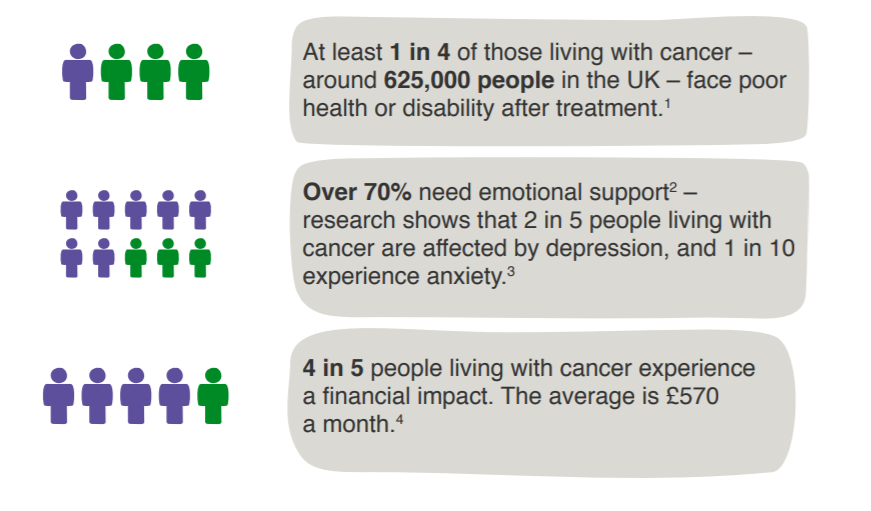 At least 1 in 4 of those living with cancer –
around 625,000 people in the UK – face poor
health or disability after treatment.1
Over 70% need emotional support2 –
research shows that 2 in 5 people living with
cancer are affected by depression, and 1 in 10
experience anxiety.3
4 in 5 people living with cancer experience
a financial impact. The average is £570
a month.4